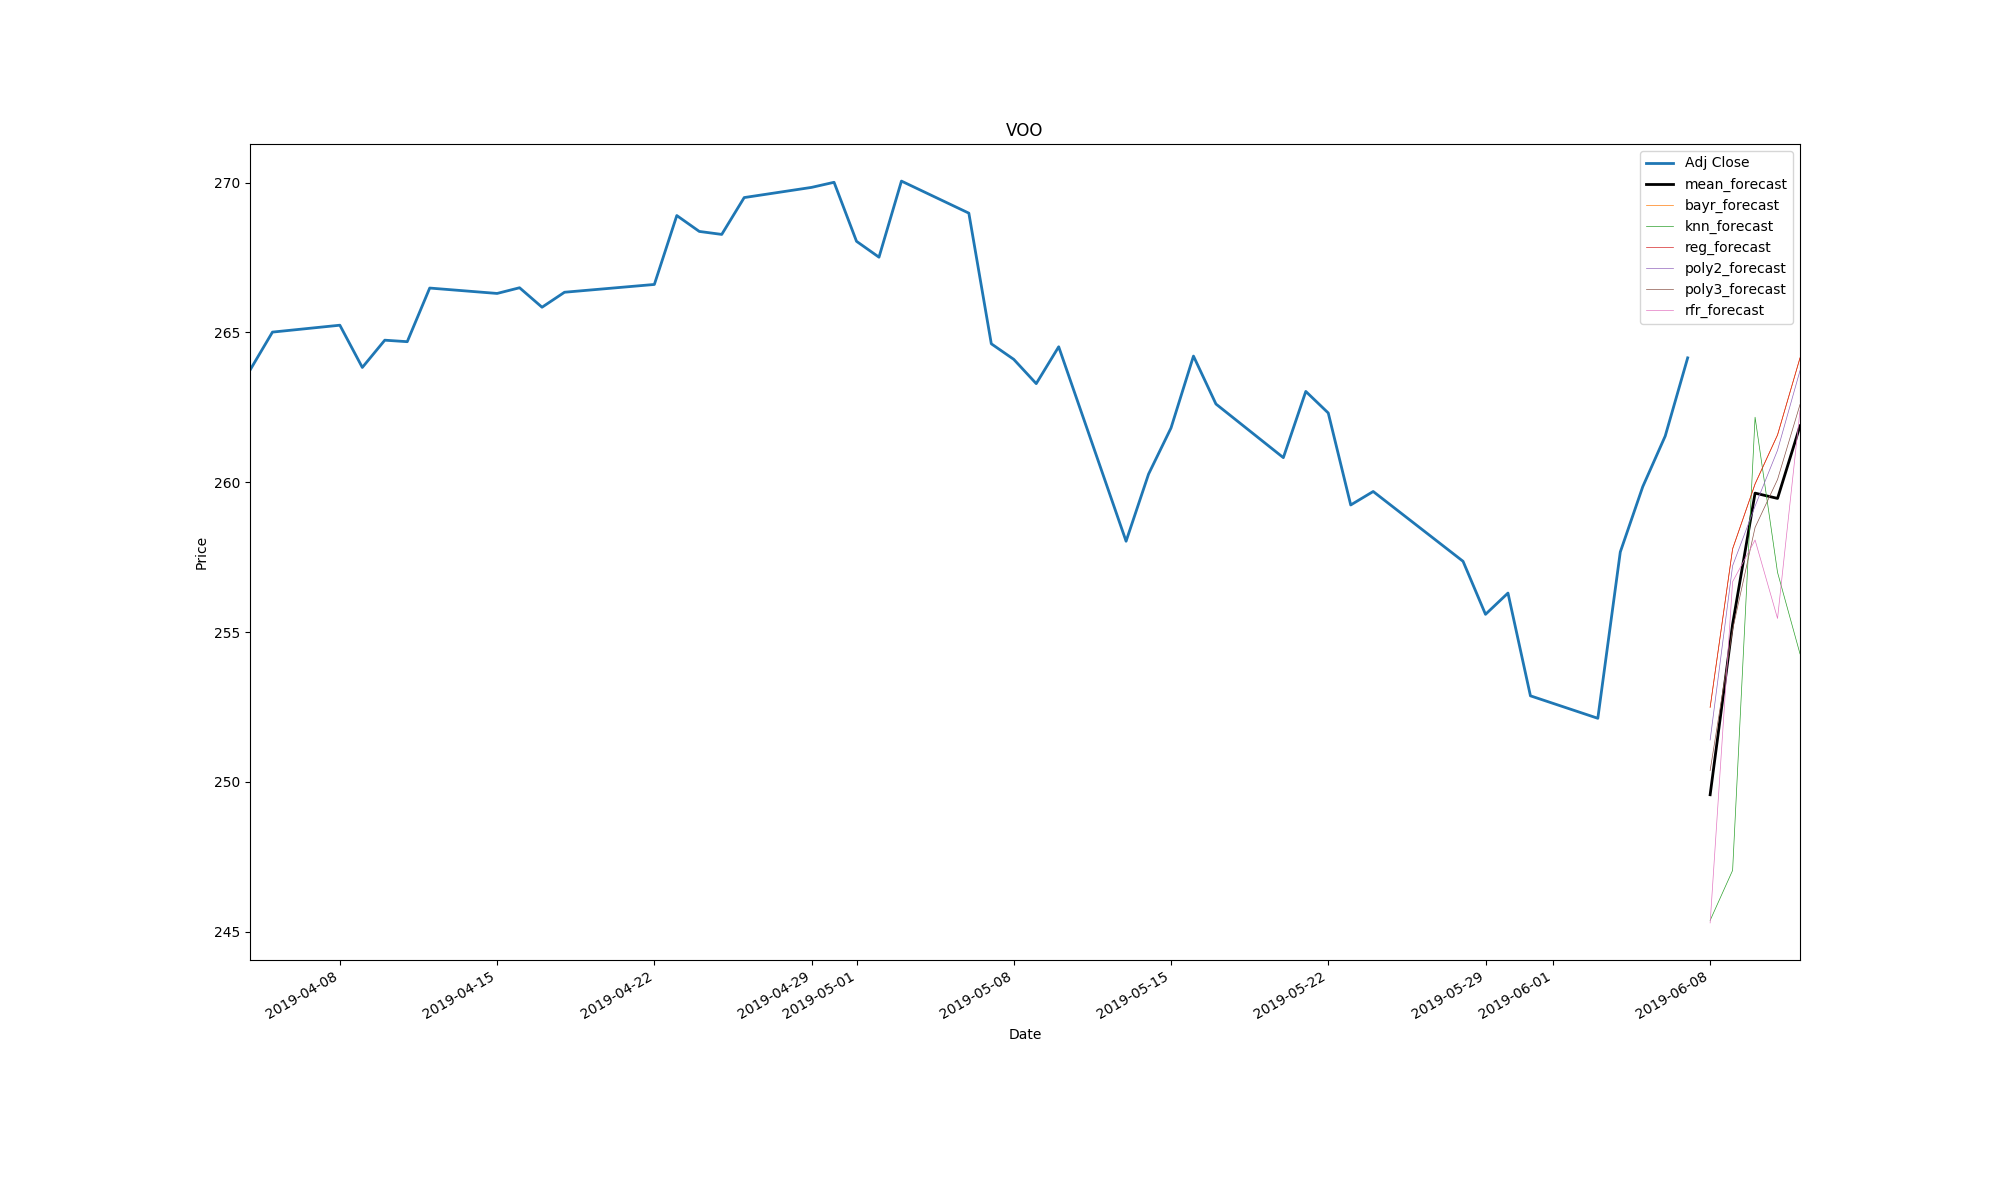 VOO
Adj Close
mean_forecast
bayr_forecast
knn_forecast
reg_forecast
poly2_forecast
poly3_forecast
rfr_forecast
270
265
260
255
250
245
Price
2019-04-08
2019-04-15
2019-04-22
2019-04-29
2019-05-01
2019-05-08
2019-05-15
2019-05-22
2019-05-29
2019-06-01
2019-06-08
Date